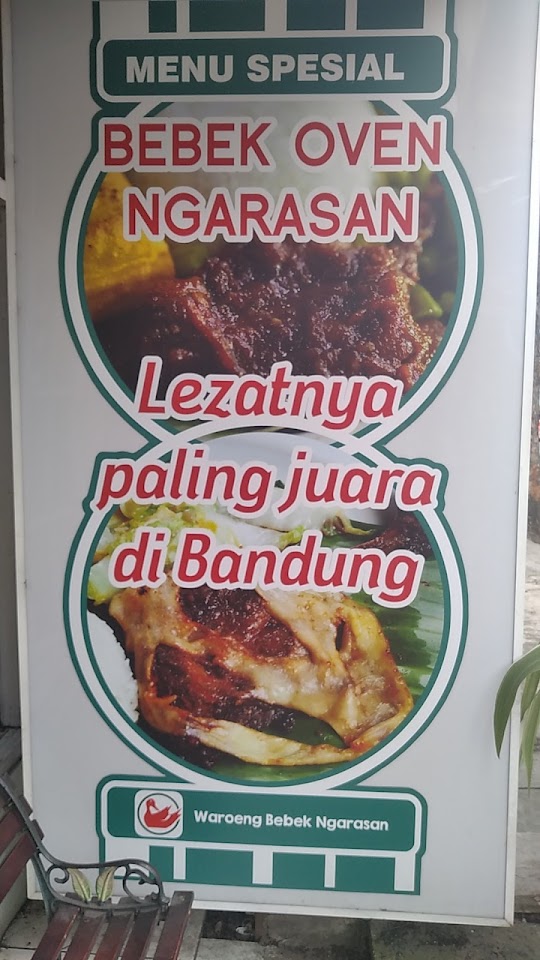 MENU SPESIAL
BEBEK OVEN
NGARASAN
Lezatnya
paling juara
di Bandung
Waroeng Bebek Ngarasan